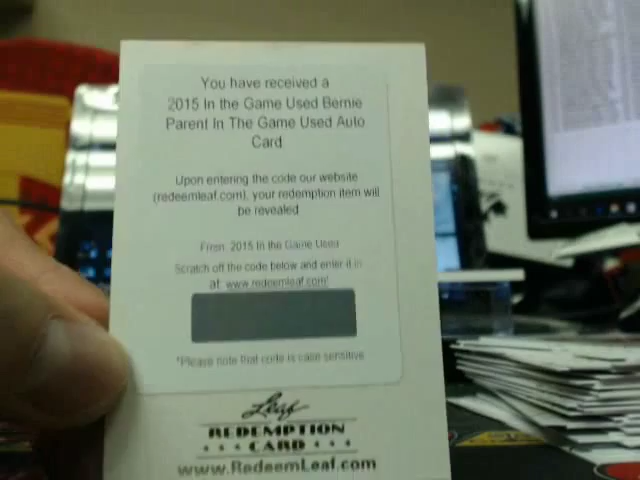 You have received a
2015 In the Game Used Bernie
Parent In The Game Used Auto
Card
Upon entering the code our website
(redeemleaf.com), your redemption item will
be revealed
From: 2015 In the Game Used
Scratch off the code below and enter it in
at: www.redeemleaf.com!
*Please note that code is case sensitive
Leaf
REDEMPTION
CARD
www.RedeemLeaf.com